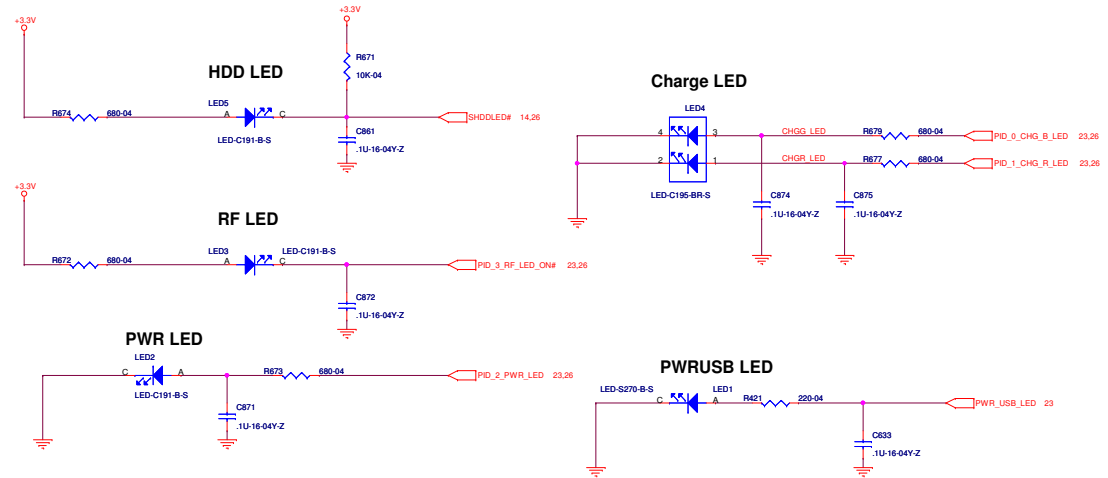 +3.3V
+3.3V
R671
10K-04
HDD LED
R674 680-04
LED5
A C
LED-C191-B-S
SHDDLED# 14,26
C861
.1U-16-04Y-Z
Charge LED
LED4
4 3
CHGG_LED
R679 680-04
PID_0_CHG_B_LED 23,26
2 1
CHGR_LED
R677 680-04
PID_1_CHG_R_LED 23,26
LED-C195-BR-S
C874
.1U-16-04Y-Z
C875
.1U-16-04Y-Z
+3.3V
RF LED
R672 680-04
LED3 LED-C191-B-S
A C
PID_3_RF_LED_ON# 23,26
C872
.1U-16-04Y-Z
PWR LED
LED2
C A
LED-C191-B-S
R673 680-04
PID_2_PWR_LED 23,26
C871
.1U-16-04Y-Z
PWRUSB LED
LED-S270-B-S LED1
C A
R421 220-04
PWR_USB_LED 23
C633
.1U-16-04Y-Z